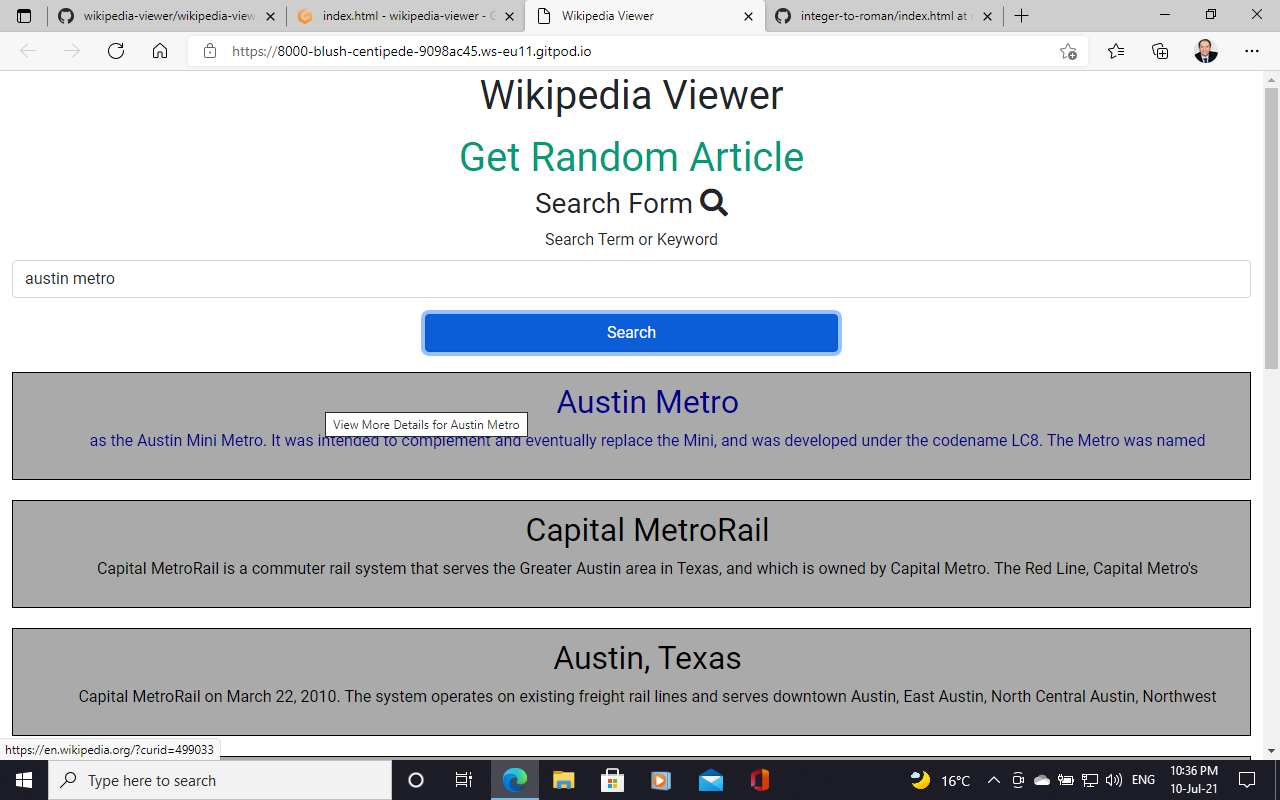 wikipedia-viewer/wikipedia-view
index.html - wikipedia-viewer - G
Wikipedia Viewer
integer-to-roman/index.html at
https://8000-blush-centipede-9098ac45.ws-eu11.gitpod.io
Wikipedia Viewer
Get Random Article
Search Form
Search Term or Keyword
austin metro
Search
Austin Metro
View More Details for Austin Metro
as the Austin Mini Metro. It was intended to complement and eventually replace the Mini, and was developed under the codename LC8. The Metro was named
Capital MetroRail
Capital MetroRail is a commuter rail system that serves the Greater Austin area in Texas, and which is owned by Capital Metro. The Red Line, Capital Metro's
Austin, Texas
Capital MetroRail on March 22, 2010. The system operates on existing freight rail lines and serves downtown Austin, East Austin, North Central Austin, Northwest
https://en.wikipedia.org/?curid=499033
Type here to search
16°C
ENG
10:36 PM
10-Jul-21